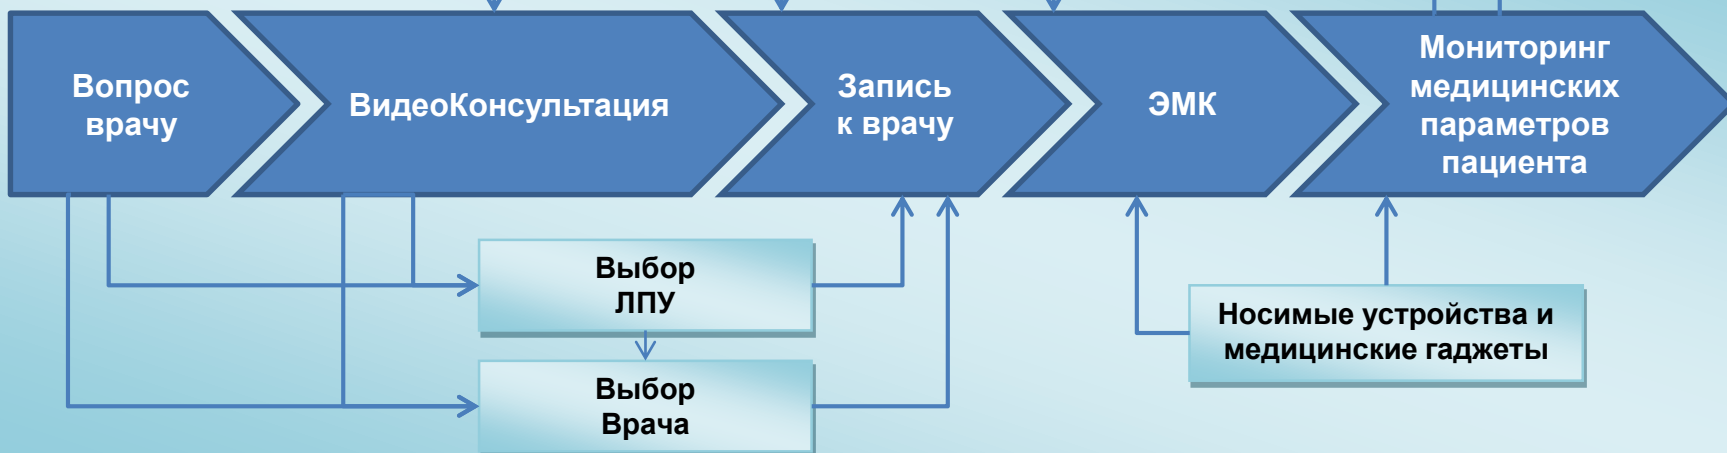 Вопрос
врачу
ВидеоКонсультация
Запись
к врачу
ЭМК
Мониторинг
медицинских
параметров
пациента
Выбор
ЛПУ
Выбор
Врача
Носимые устройства и
медицинские гаджеты